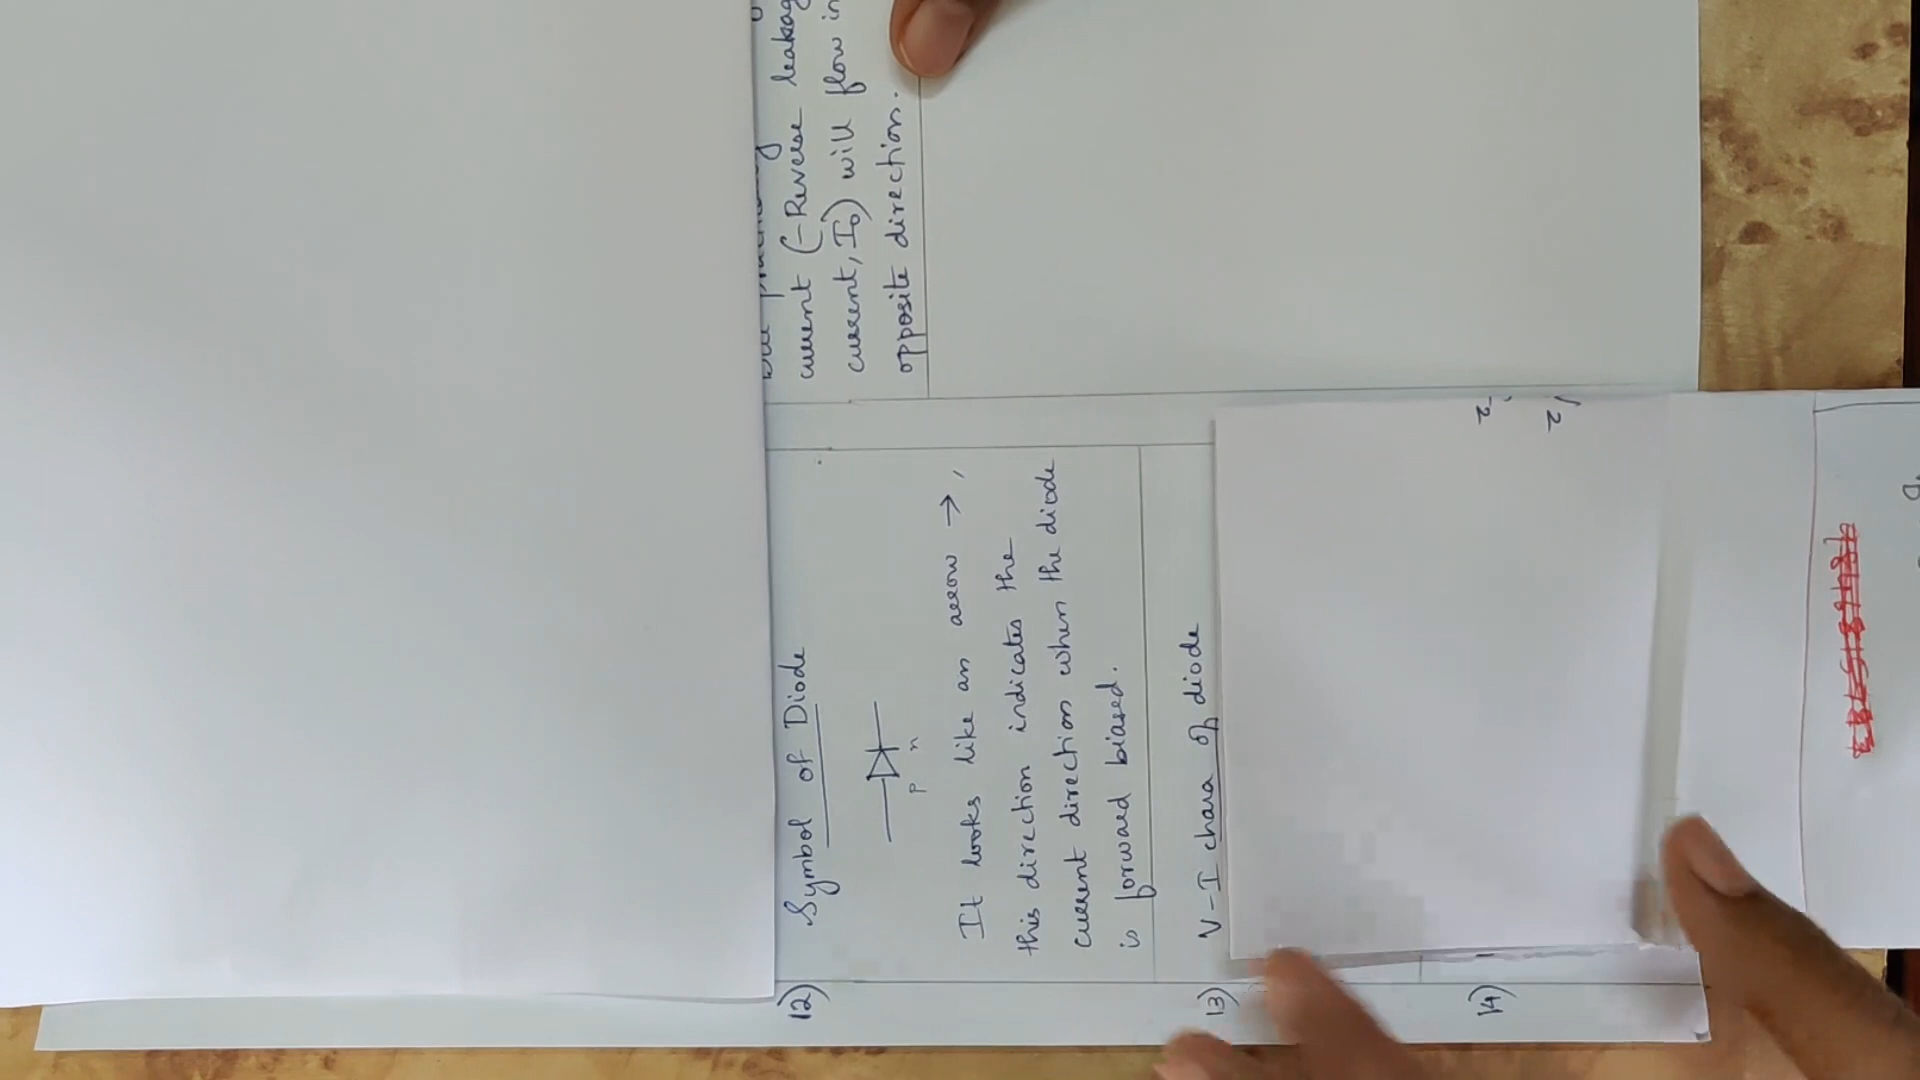 current (- Reverse leakag
current, I₀) will flow in
opposite direction.
12) Symbol of Diode
p n
It looks like an arrow →,
this direction indicates the
current direction when the diode
is forward biased.
13) V-I chara of diode
14)